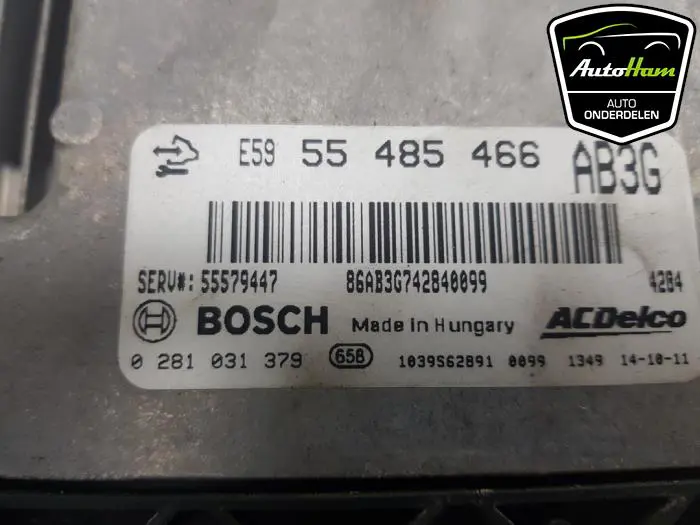 AutoHam
AUTO
ONDERDELEN
E59 55 485 466 AB3G
SERV#: 55579447 86AB3G742840099 4284
BOSCH Made in Hungary ACDelco
0 281 031 379 658 1039S62891 0099 1349 14-10-11